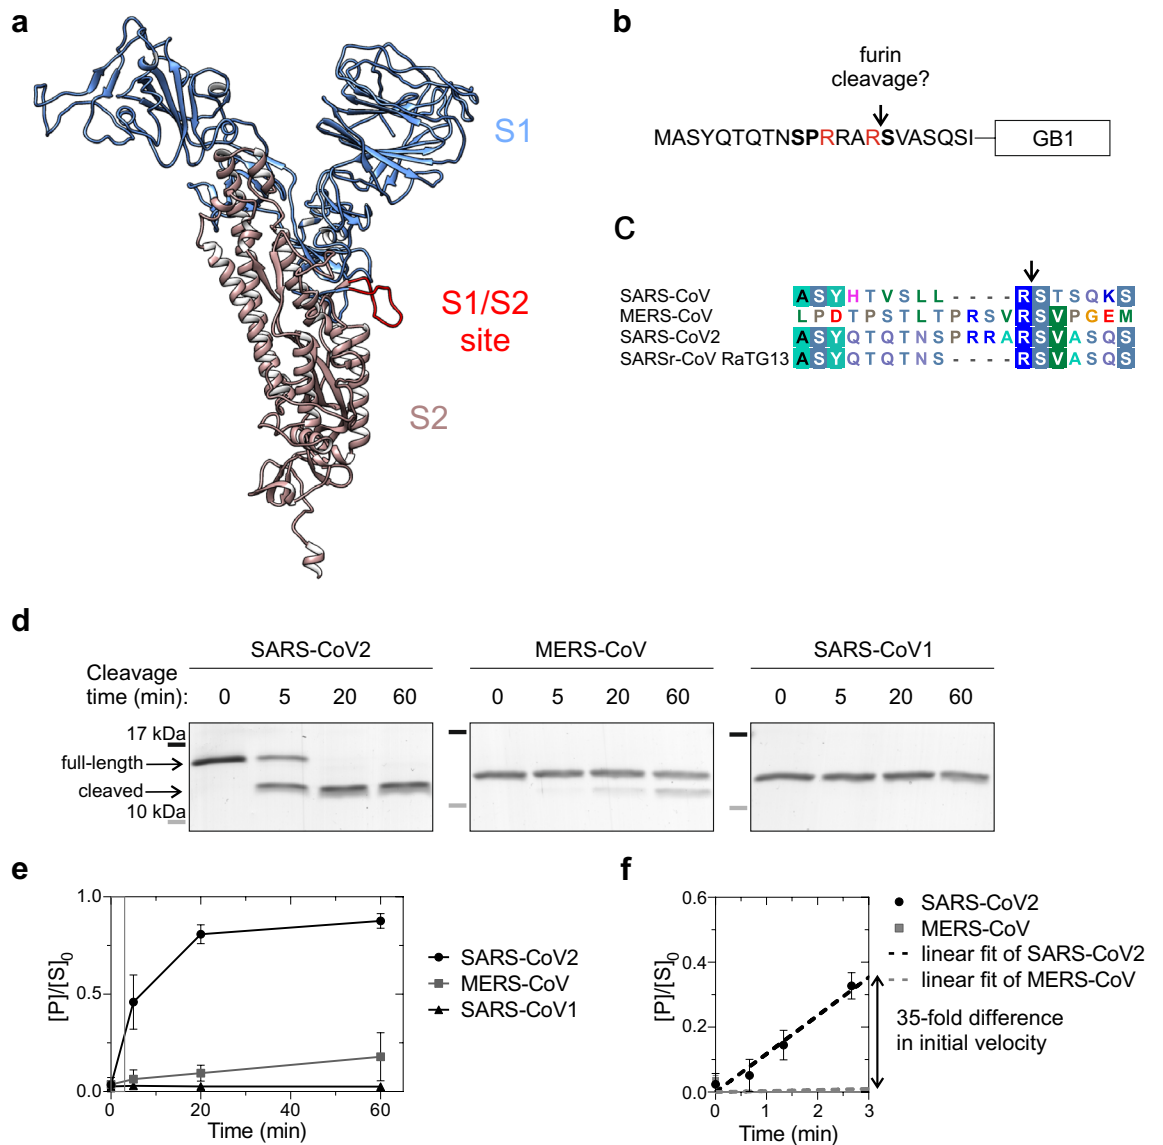 a
S1
S1/S2
site
S2
b
furin
cleavage?
MASYQTQTNSPRRARSVASQSI
GB1
C
SARS-CoV ASYHTVSLL----RSTSQKS
MERS-CoV LPDTPSTLTPRSVRSVPGEM
SARS-CoV2 ASYQTQTNSPRRARSVASQS
SARSr-CoV RaTG13 ASYQTQTNS----RSVASQS
d
SARS-CoV2 MERS-CoV SARS-CoV1
Cleavage
time (min): 0 5 20 60 0 5 20 60 0 5 20 60
17 kDa
full-length
cleaved
10 kDa
e
[P]/[S]0
1.0
0.5
0.0
0 20 40 60
Time (min)
SARS-CoV2
MERS-CoV
SARS-CoV1
f
[P]/[S]0
0.6
0.4
0.2
0.0
0 1 2 3
Time (min)
SARS-CoV2
MERS-CoV
linear fit of SARS-CoV2
linear fit of MERS-CoV
35-fold difference
in initial velocity